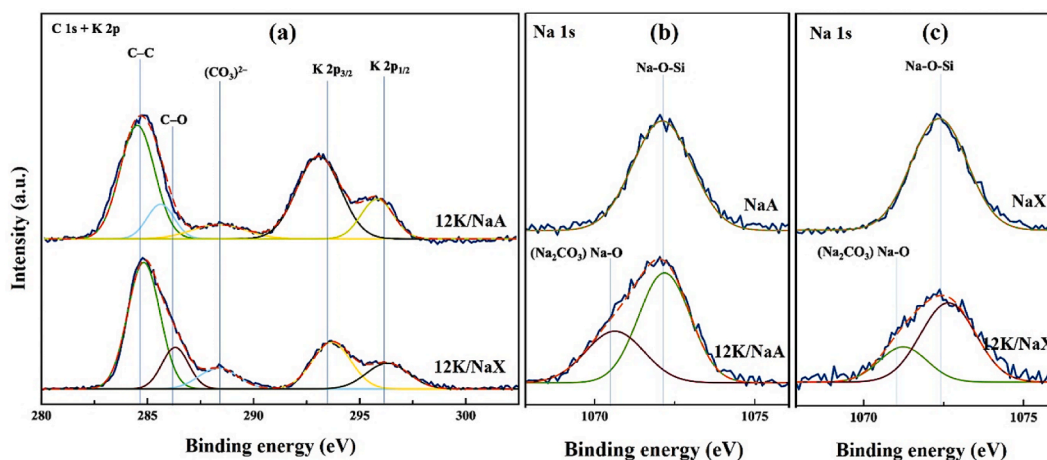 C 1s + K 2p
(a)
C–C
(CO₃)²⁻
K 2p₃/₂
K 2p₁/₂
C–O
12K/NaA
12K/NaX
Intensity (a.u.)
280 285 290 295 300
Binding energy (eV)
Na 1s
(b)
Na-O-Si
NaA
(Na₂CO₃) Na-O
12K/NaA
1070 1075
Binding energy (eV)
Na 1s
(c)
Na-O-Si
NaX
(Na₂CO₃) Na-O
12K/NaX
1070 1075
Binding energy (eV)